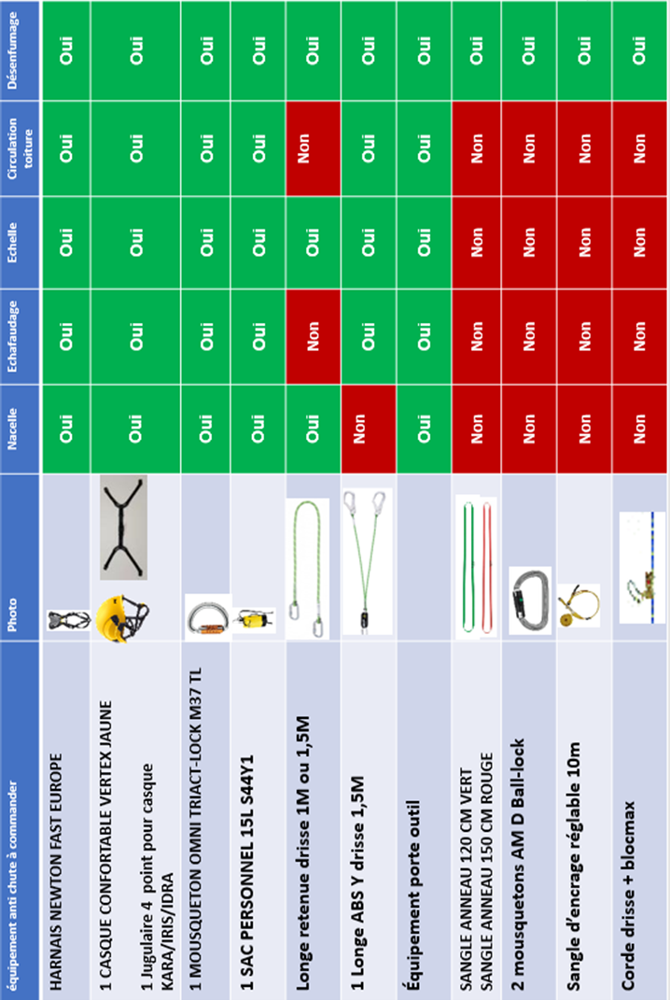 équipement anti chute à commander Photo Nacelle Echafaudage Echelle Circulation toiture Désenfumage
HARNAIS NEWTON FAST EUROPE Oui Oui Oui Oui Oui
1 CASQUE CONFORTABLE VERTEX JAUNE
1 Jugulaire 4 point pour casque
KARA/IRIS/IDRA Oui Oui Oui Oui Oui
1 MOUSQUETON OMNI TRIACT-LOCK M37 TL Oui Oui Oui Oui Oui
1 SAC PERSONNEL 15L S44Y1 Oui Oui Oui Oui Oui
Longe retenue drisse 1M ou 1,5M Oui Non Oui Non Oui
1 Longe ABS Y drisse 1,5M Non Oui Oui Oui Oui
Équipement porte outil Oui Oui Oui Oui Oui
SANGLE ANNEAU 120 CM VERT
SANGLE ANNEAU 150 CM ROUGE Non Non Non Non Oui
2 mousquetons AM D Ball-lock Non Non Non Non Oui
Sangle d'encrage réglable 10m Non Non Non Non Oui
Corde drisse + blocmax Non Non Non Non Oui